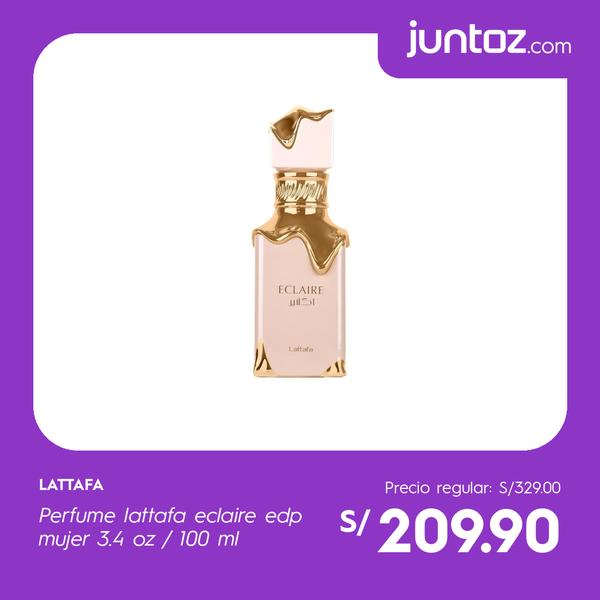 juntoz.com
ECLAIRE
اكلير
Lattafa
LATTAFA
Perfume lattafa eclaire edp
mujer 3.4 oz / 100 ml
Precio regular: S/329.00
S/ 209.90